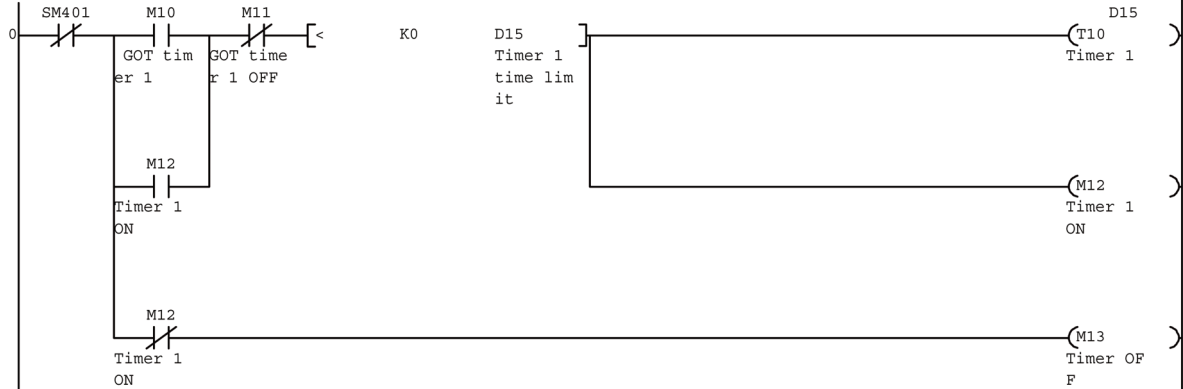 SM401 M10 M11 D15
0 < K0 D15 T10
GOT tim GOT time Timer 1 Timer 1
er 1 r 1 OFF time lim
it
M12 M12
Timer 1 Timer 1
ON ON
M12 M13
Timer 1 Timer OF
ON F